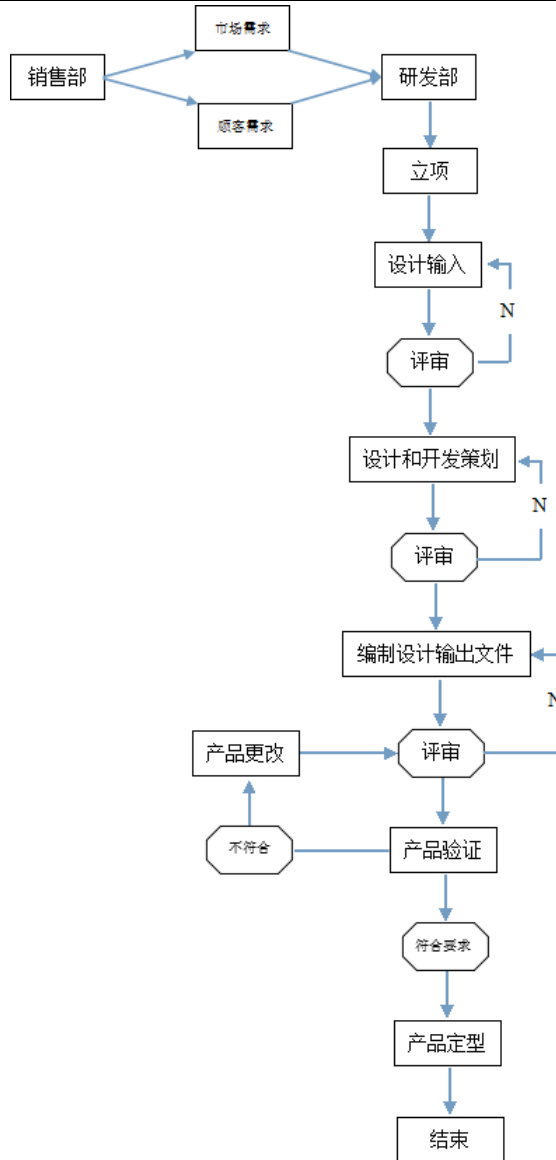 市场需求
销售部
研发部
顾客需求
立项
设计输入
N
评审
设计和开发策划
N
评审
编制设计输出文件
N
产品更改
评审
不符合
产品验证
符合要求
产品定型
结束